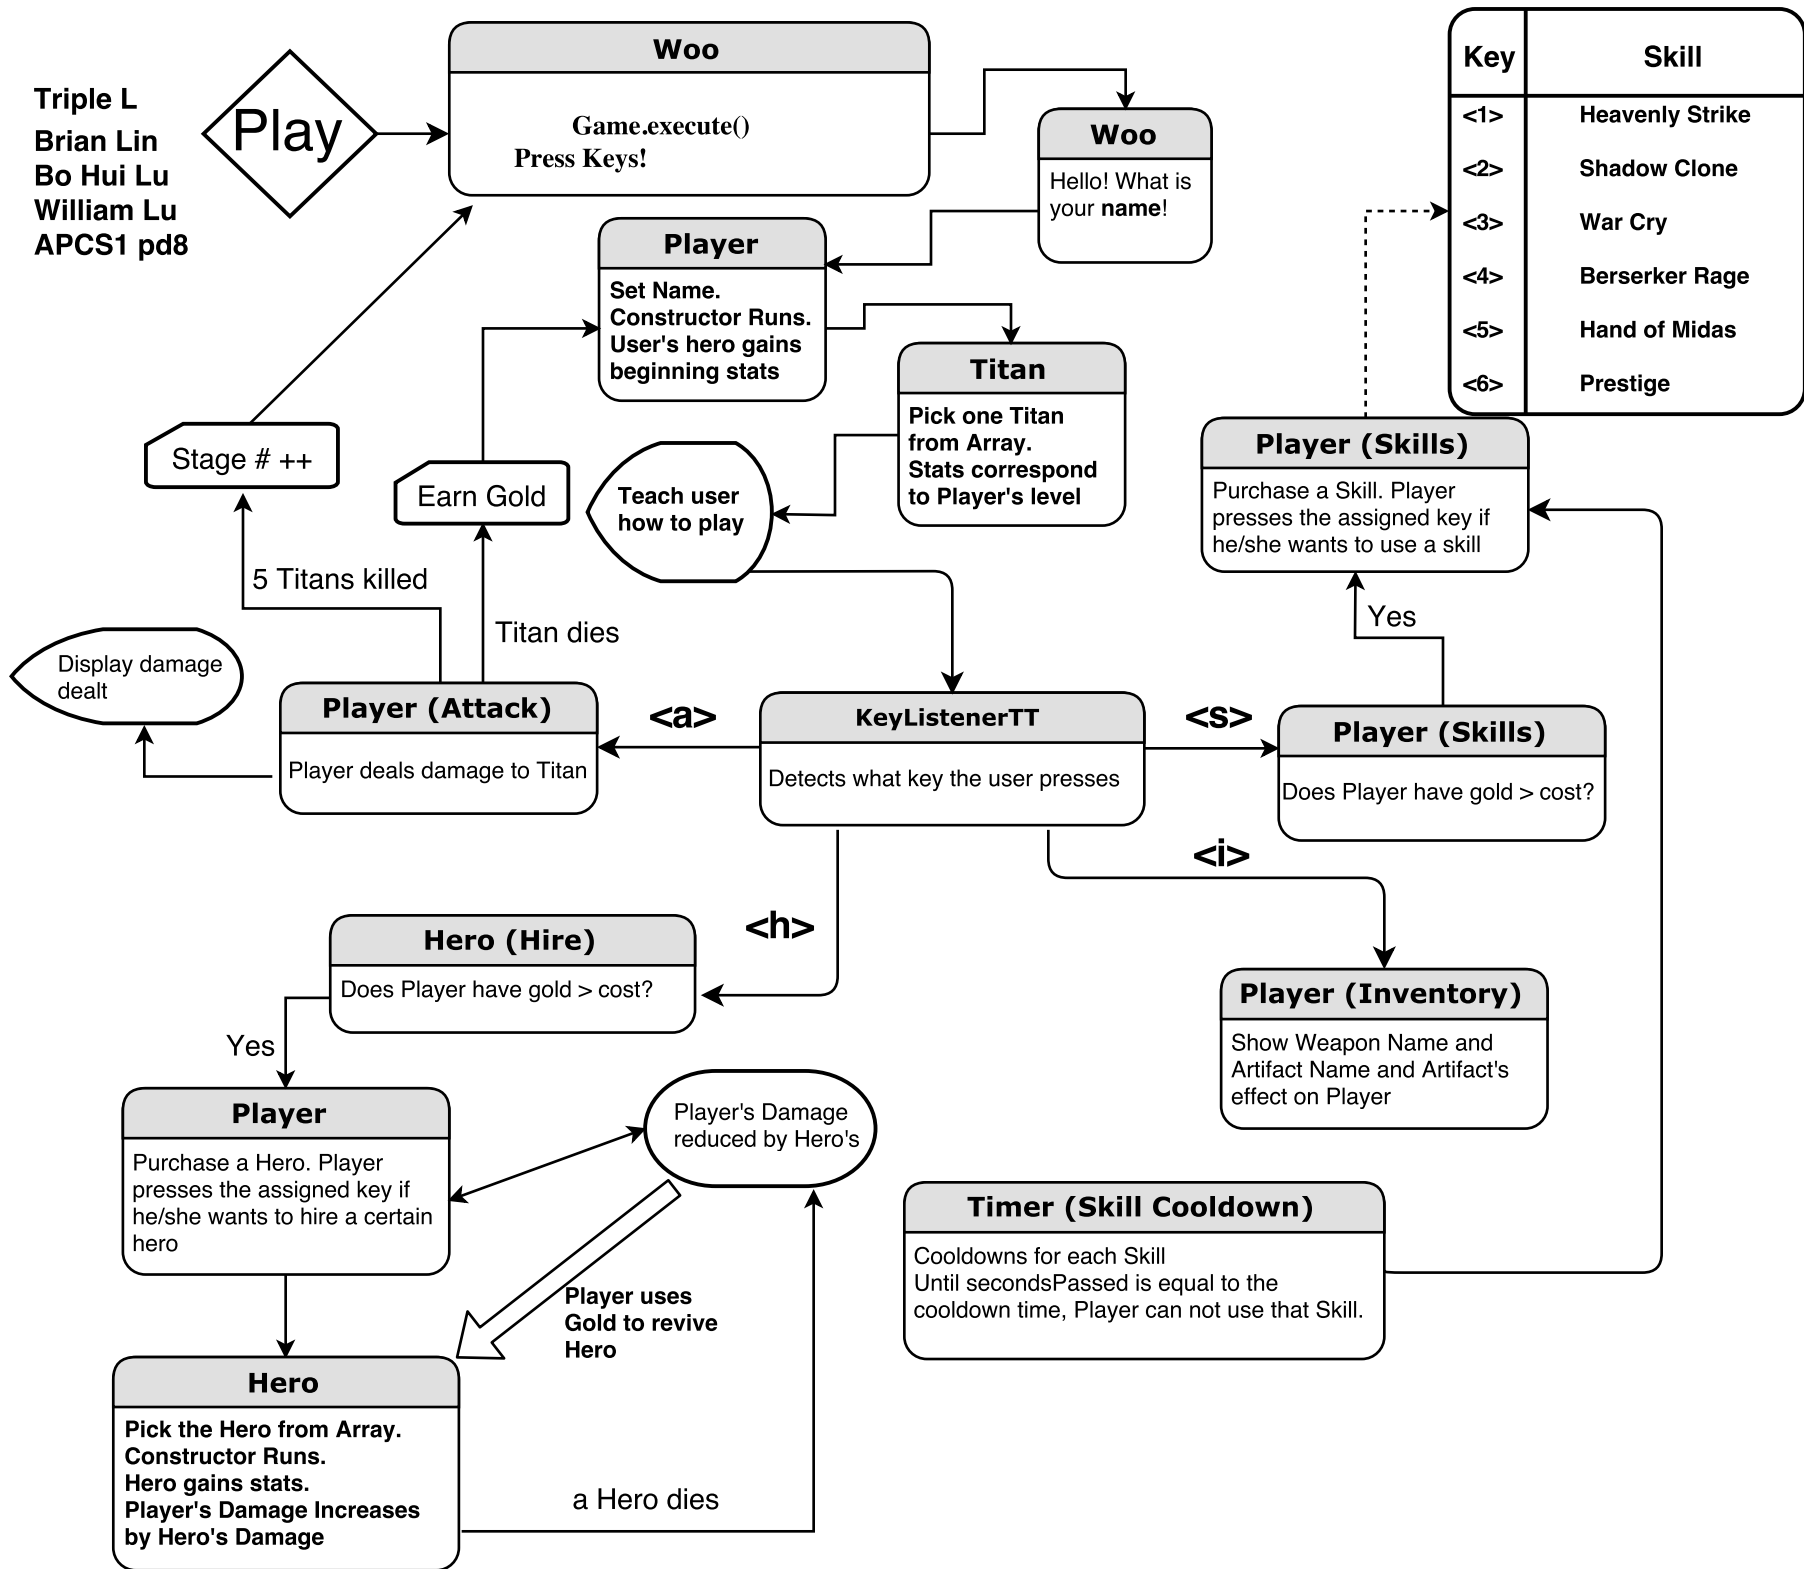 Triple L
Brian Lin
Bo Hui Lu
William Lu
APCS1 pd8
Play
Woo
Game.execute()
Press Keys!
Woo
Hello! What is
your name!
Key Skill
<1> Heavenly Strike
<2> Shadow Clone
<3> War Cry
<4> Berserker Rage
<5> Hand of Midas
<6> Prestige
Player
Set Name.
Constructor Runs.
User's hero gains
beginning stats
Titan
Pick one Titan
from Array.
Stats correspond
to Player's level
Stage # ++
Earn Gold
Teach user
how to play
Player (Skills)
Purchase a Skill. Player
presses the assigned key if
he/she wants to use a skill
5 Titans killed
Titan dies
Yes
Display damage
dealt
Player (Attack)
Player deals damage to Titan
<a>
KeyListenerTT
Detects what key the user presses
<s>
Player (Skills)
Does Player have gold > cost?
<i>
<h>
Hero (Hire)
Does Player have gold > cost?
Yes
Player (Inventory)
Show Weapon Name and
Artifact Name and Artifact's
effect on Player
Player
Purchase a Hero. Player
presses the assigned key if
he/she wants to hire a certain
hero
Player's Damage
reduced by Hero's
Timer (Skill Cooldown)
Cooldowns for each Skill
Until secondsPassed is equal to the
cooldown time, Player can not use that Skill.
Player uses
Gold to revive
Hero
Hero
Pick the Hero from Array.
Constructor Runs.
Hero gains stats.
Player's Damage Increases
by Hero's Damage
a Hero dies